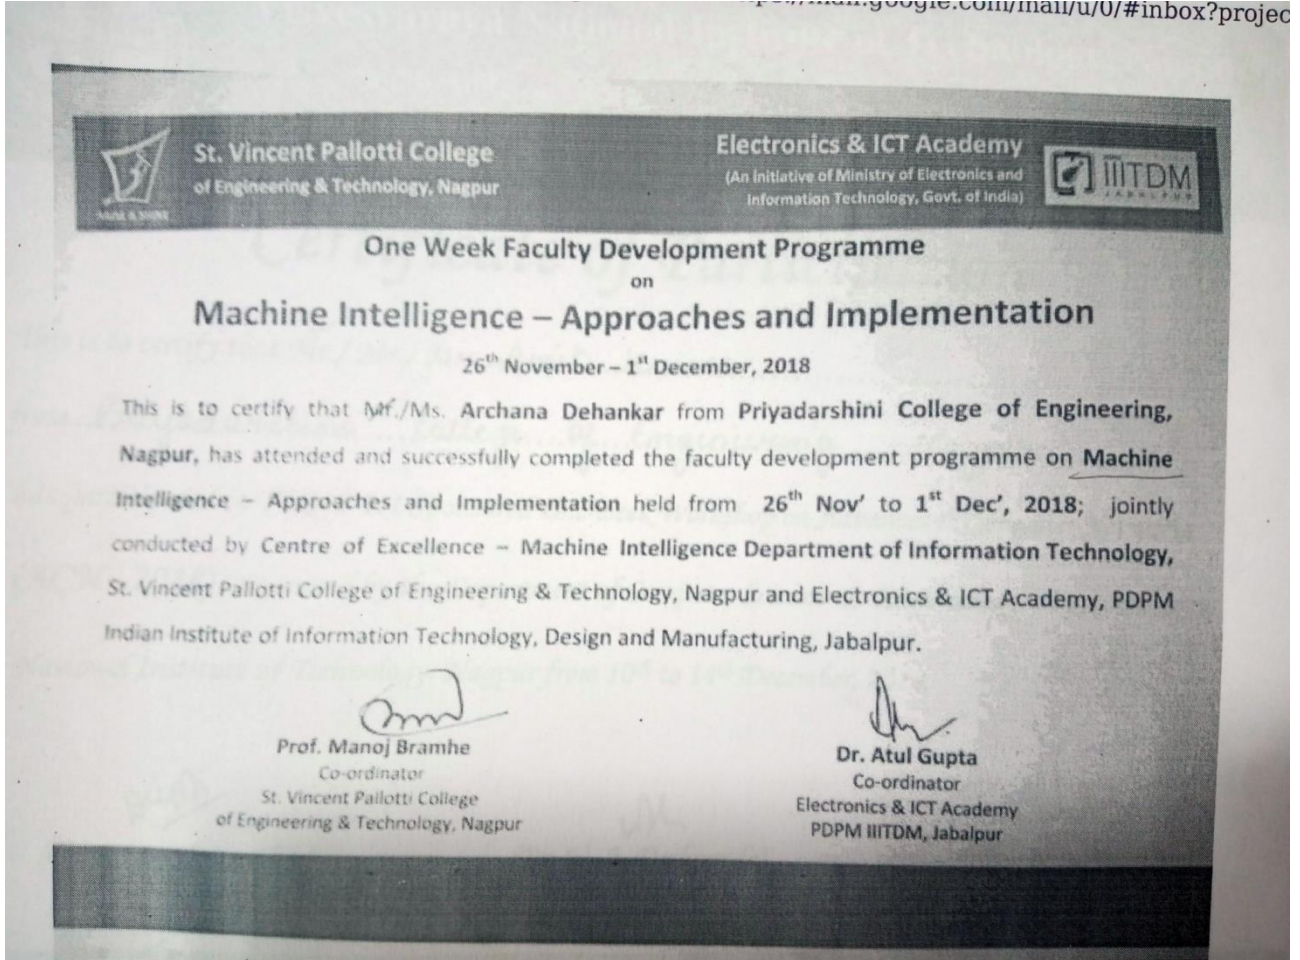 google.com/mail/u/0/#inbox?projec
St. Vincent Pallotti College
of Engineering & Technology, Nagpur
Electronics & ICT Academy
(An Initiative of Ministry of Electronics and
Information Technology, Govt. of India)
IIITDM
JABALPUR
One Week Faculty Development Programme
on
Machine Intelligence – Approaches and Implementation
26th November – 1st December, 2018
This is to certify that Mr./Ms. Archana Dehankar from Priyadarshini College of Engineering,
Nagpur, has attended and successfully completed the faculty development programme on Machine
Intelligence – Approaches and Implementation held from 26th Nov' to 1st Dec', 2018; jointly
conducted by Centre of Excellence – Machine Intelligence Department of Information Technology,
St. Vincent Pallotti College of Engineering & Technology, Nagpur and Electronics & ICT Academy, PDPM
Indian Institute of Information Technology, Design and Manufacturing, Jabalpur.
Prof. Manoj Bramhe
Co-ordinator
St. Vincent Pallotti College
of Engineering & Technology, Nagpur
Dr. Atul Gupta
Co-ordinator
Electronics & ICT Academy
PDPM IIITDM, Jabalpur